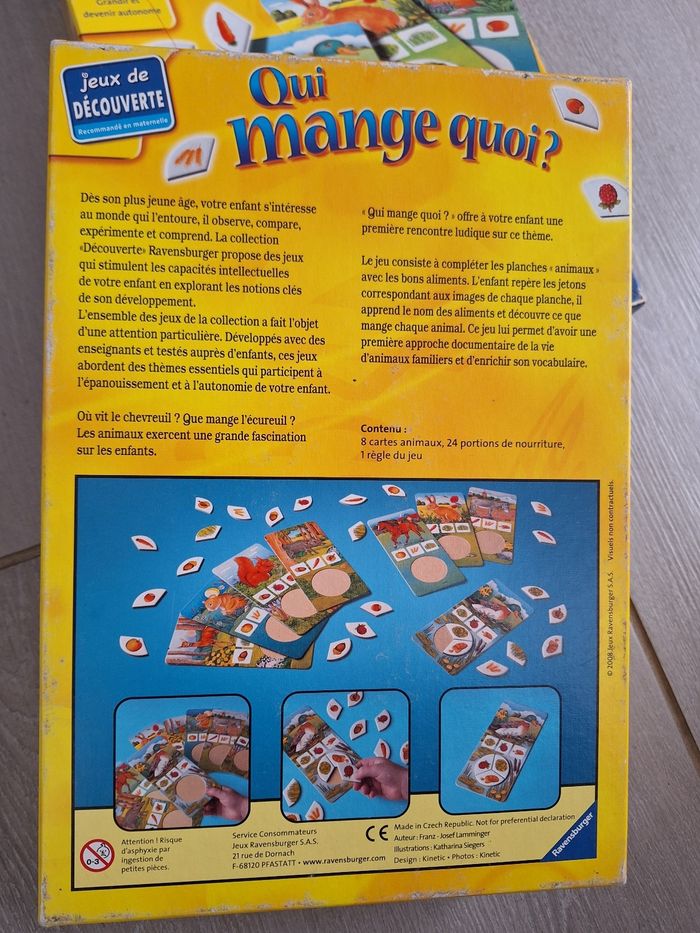 Grandir et
devenir autonome
jeux de
DÉCOUVERTE
Recommandé en maternelle
Qui
mange quoi ?
Dès son plus jeune âge, votre enfant s'intéresse
au monde qui l'entoure, il observe, compare,
expérimente et comprend. La collection
«Découverte» Ravensburger propose des jeux
qui stimulent les capacités intellectuelles
de votre enfant en explorant les notions clés
de son développement.
L'ensemble des jeux de la collection a fait l'objet
d'une attention particulière. Développés avec des
enseignants et testés auprès d'enfants, ces jeux
abordent des thèmes essentiels qui participent à
l'épanouissement et à l'autonomie de votre enfant.
Où vit le chevreuil ? Que mange l'écureuil ?
Les animaux exercent une grande fascination
sur les enfants.
« Qui mange quoi ? » offre à votre enfant une
première rencontre ludique sur ce thème.
Le jeu consiste à compléter les planches « animaux »
avec les bons aliments. L'enfant repère les jetons
correspondant aux images de chaque planche, il
apprend le nom des aliments et découvre ce que
mange chaque animal. Ce jeu lui permet d'avoir une
première approche documentaire de la vie
d'animaux familiers et d'enrichir son vocabulaire.
Contenu :
8 cartes animaux, 24 portions de nourriture,
1 règle du jeu
© 2008 Jeux Ravensburger S.A.S. Visuels non contractuels.
0-3
Attention ! Risque
d'asphyxie par
ingestion de
petites pièces.
Service Consommateurs
Jeux Ravensburger S.A.S.
21 rue de Dornach
F-68120 PFASTATT • www.ravensburger.com
CE
Made in Czech Republic. Not for preferential declaration
Auteur : Franz - Josef Lamminger
Illustrations : Katharina Siegers
Design : Kinetic • Photos : Kinetic
Ravensburger